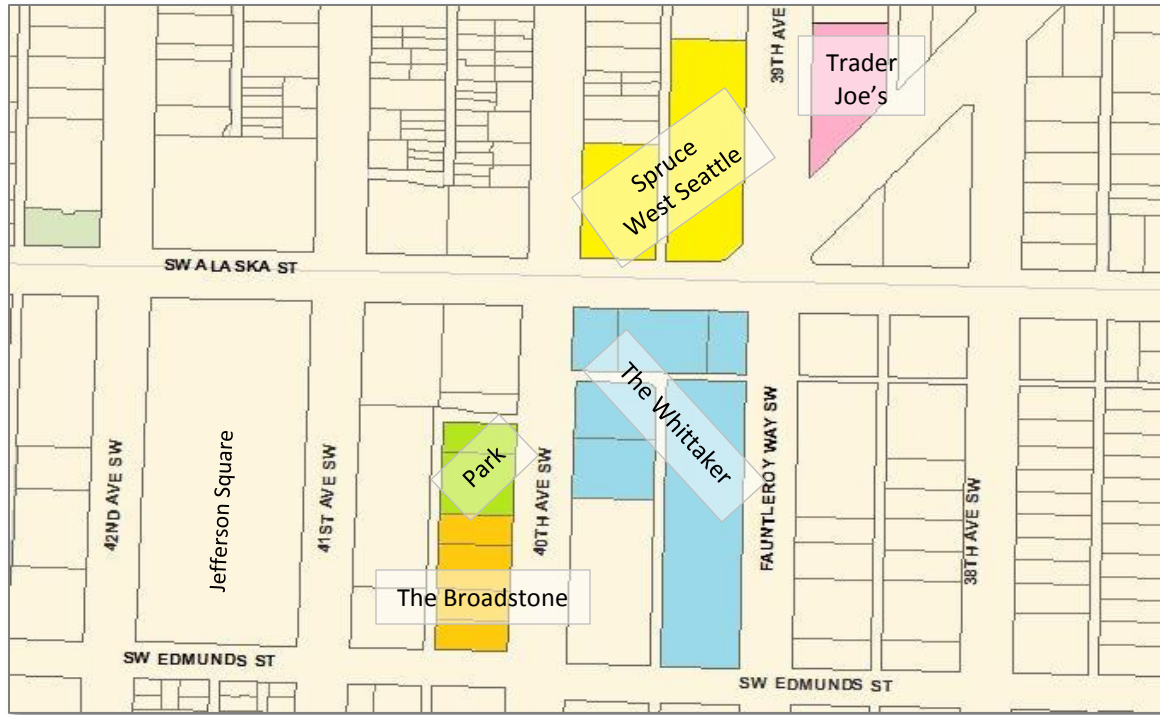 39TH AVE
Trader
Joe's
Spruce
West Seattle
SW ALASKA ST
The Whittaker
Jefferson Square
Park
42ND AVE SW
41ST AVE SW
40TH AVE SW
FAUNTLEROY WAY SW
38TH AVE SW
The Broadstone
SW EDMUNDS ST
SW EDMUNDS ST